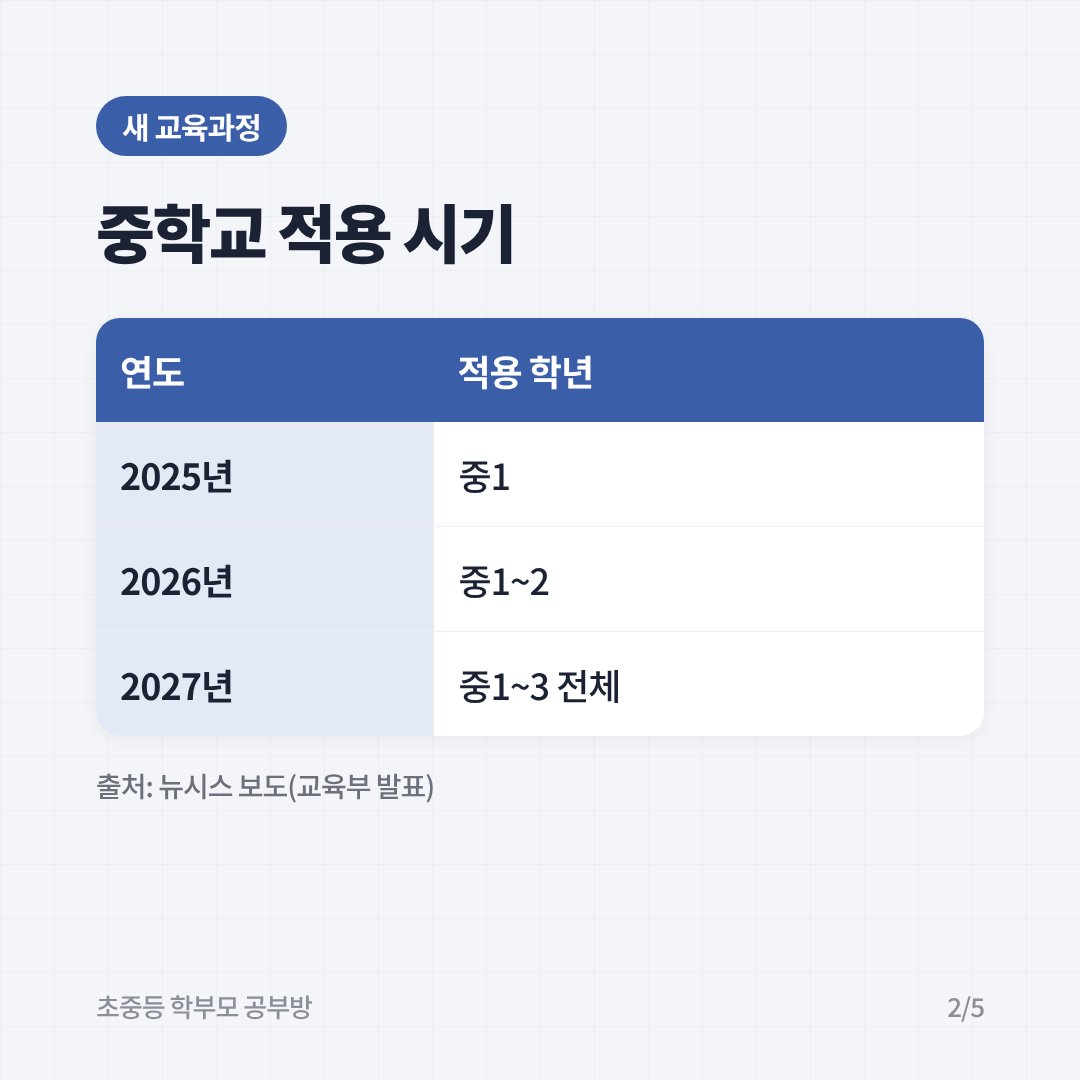 새 교육과정
중학교 적용 시기
연도 적용 학년
2025년 중1
2026년 중1~2
2027년 중1~3 전체
출처: 뉴시스 보도(교육부 발표)
초중등 학부모 공부방 2/5